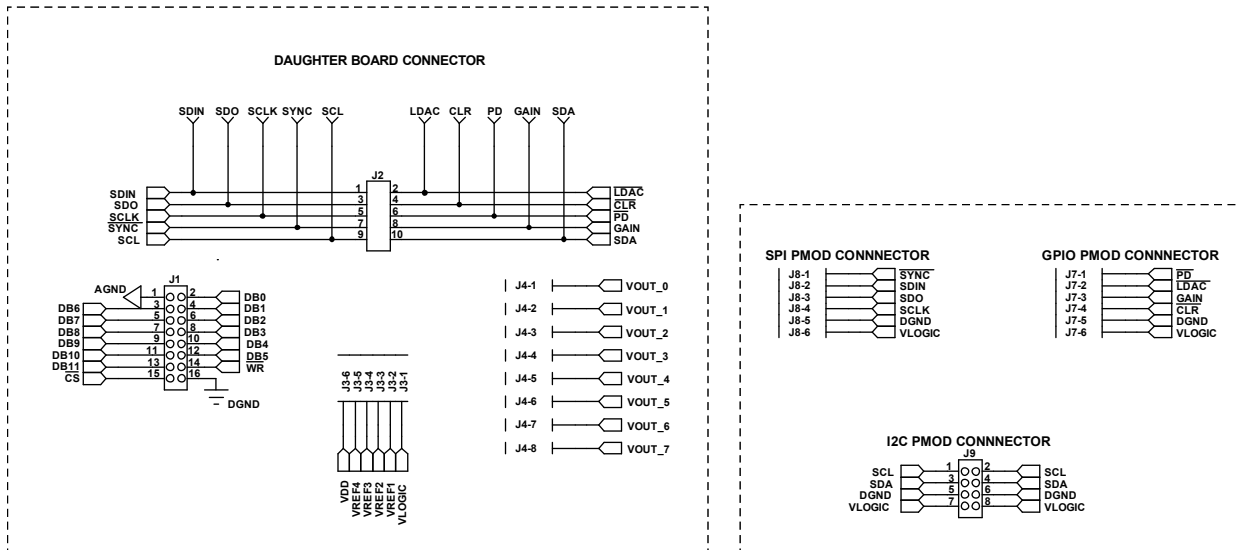 DAUGHTER BOARD CONNECTOR
SDIN SDO SCLK SYNC SCL LDAC CLR PD GAIN SDA
J2
SDIN 1 2 LDAC
SDO 3 4 CLR
SCLK 5 6 PD
SYNC 7 8 GAIN
SCL 9 10 SDA
J1
AGND 1 2 DB0
DB6 3 4 DB1
DB7 5 6 DB2
DB8 7 8 DB3
DB9 9 10 DB4
DB10 11 12 DB5
DB11 13 14 WR
CS 15 16
DGND
J3-6 J3-5 J3-4 J3-3 J3-2 J3-1
VDD VREF4 VREF3 VREF2 VREF1 VLOGIC
J4-1 VOUT_0
J4-2 VOUT_1
J4-3 VOUT_2
J4-4 VOUT_3
J4-5 VOUT_4
J4-6 VOUT_5
J4-7 VOUT_6
J4-8 VOUT_7
SPI PMOD CONNNECTOR
J8-1 SYNC
J8-2 SDIN
J8-3 SDO
J8-4 SCLK
J8-5 DGND
J8-6 VLOGIC
GPIO PMOD CONNNECTOR
J7-1 PD
J7-2 LDAC
J7-3 GAIN
J7-4 CLR
J7-5 DGND
J7-6 VLOGIC
I2C PMOD CONNNECTOR
J9
SCL 1 2 SCL
SDA 3 4 SDA
DGND 5 6 DGND
VLOGIC 7 8 VLOGIC